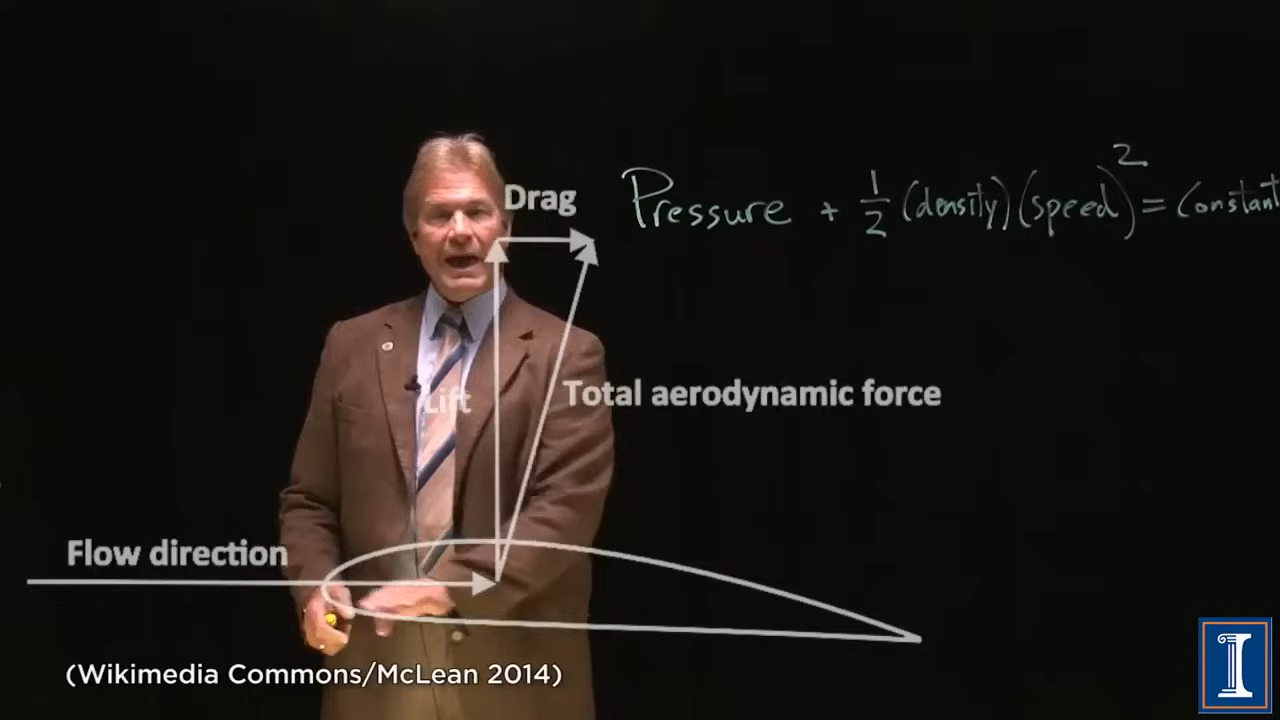 Drag
Pressure + 1/2 (density)(speed)² = Constant
Lift
Total aerodynamic force
Flow direction
(Wikimedia Commons/McLean 2014)
I